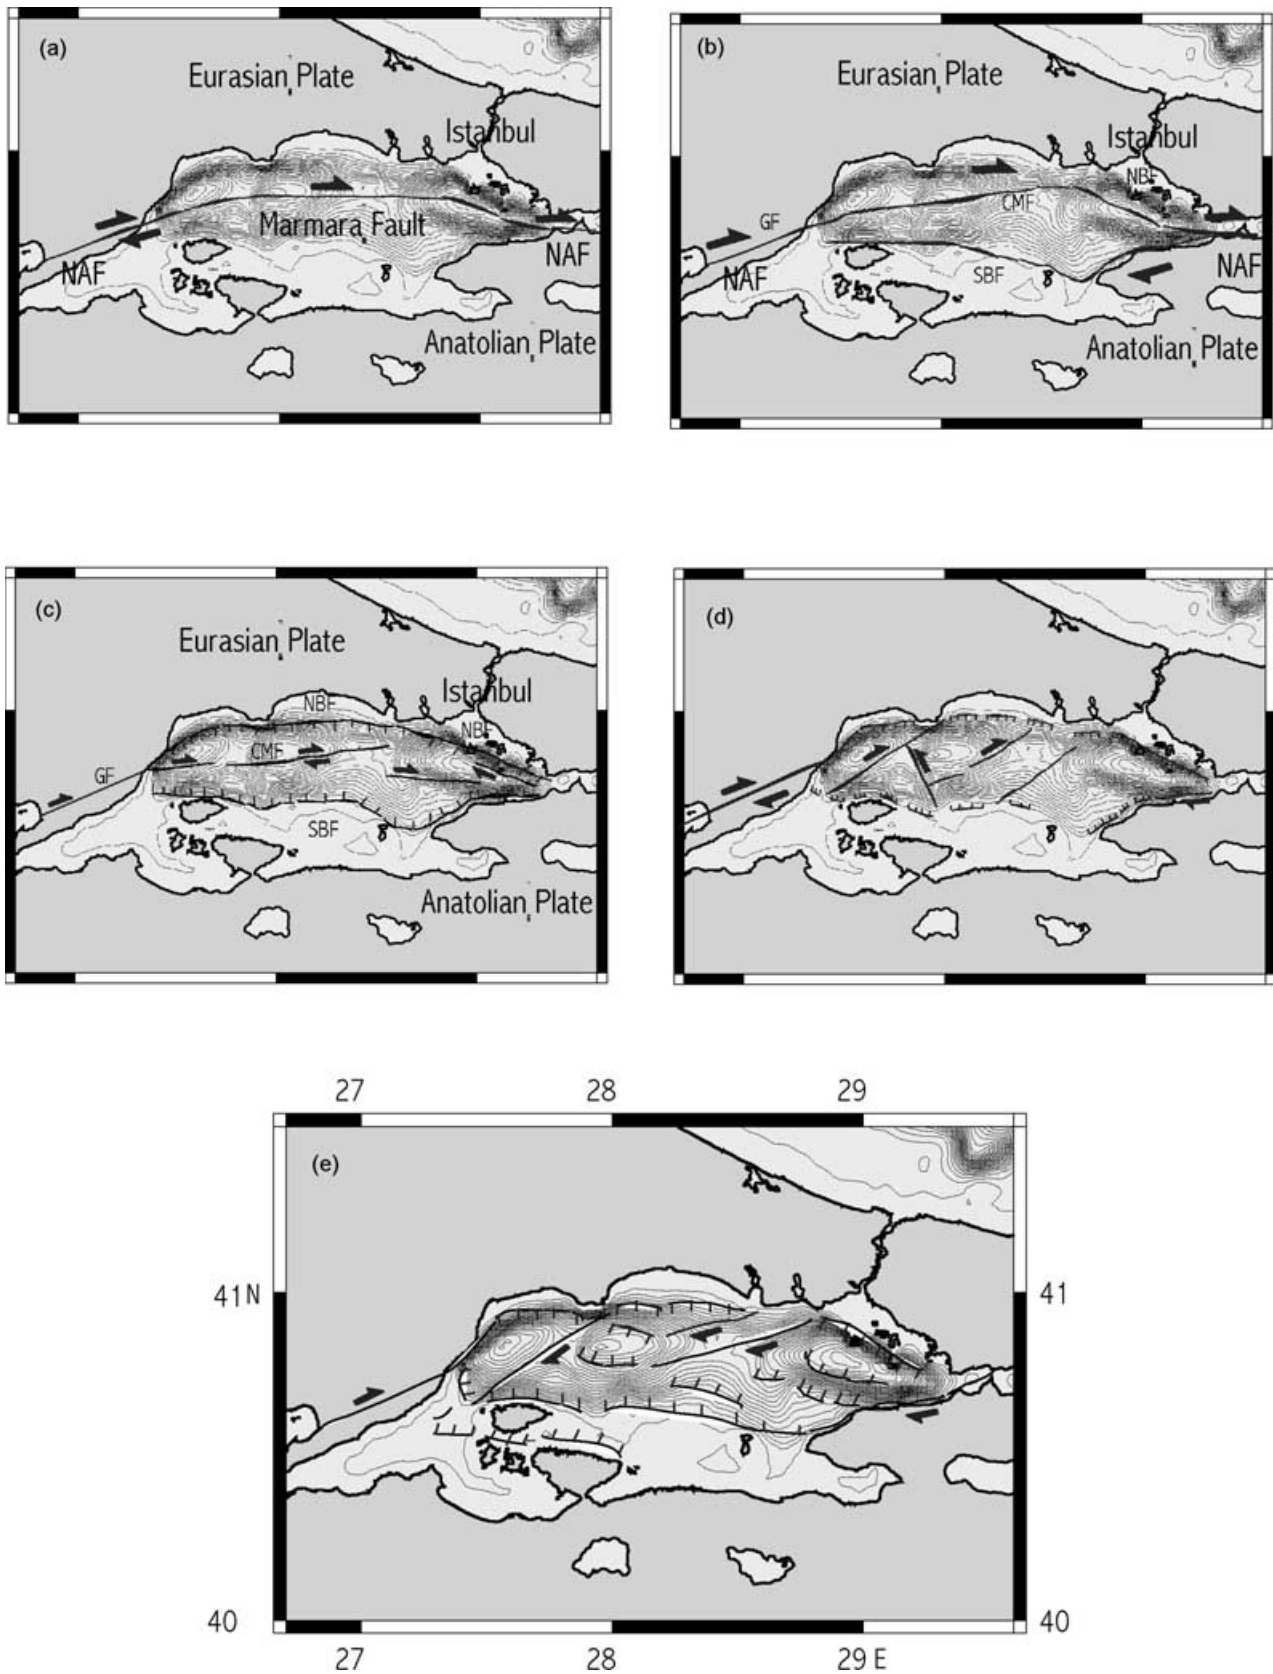 (a)
Eurasian Plate
Istanbul
Marmara Fault
NAF
NAF
Anatolian Plate
(b)
Eurasian Plate
Istanbul
NBF
CMF
GF
NAF
SBF
NAF
Anatolian Plate
(c)
Eurasian Plate
Istanbul
NBF
NBF
CMF
GF
SBF
Anatolian Plate
(d)
27 28 29
(e)
41N 41
40 40
27 28 29 E